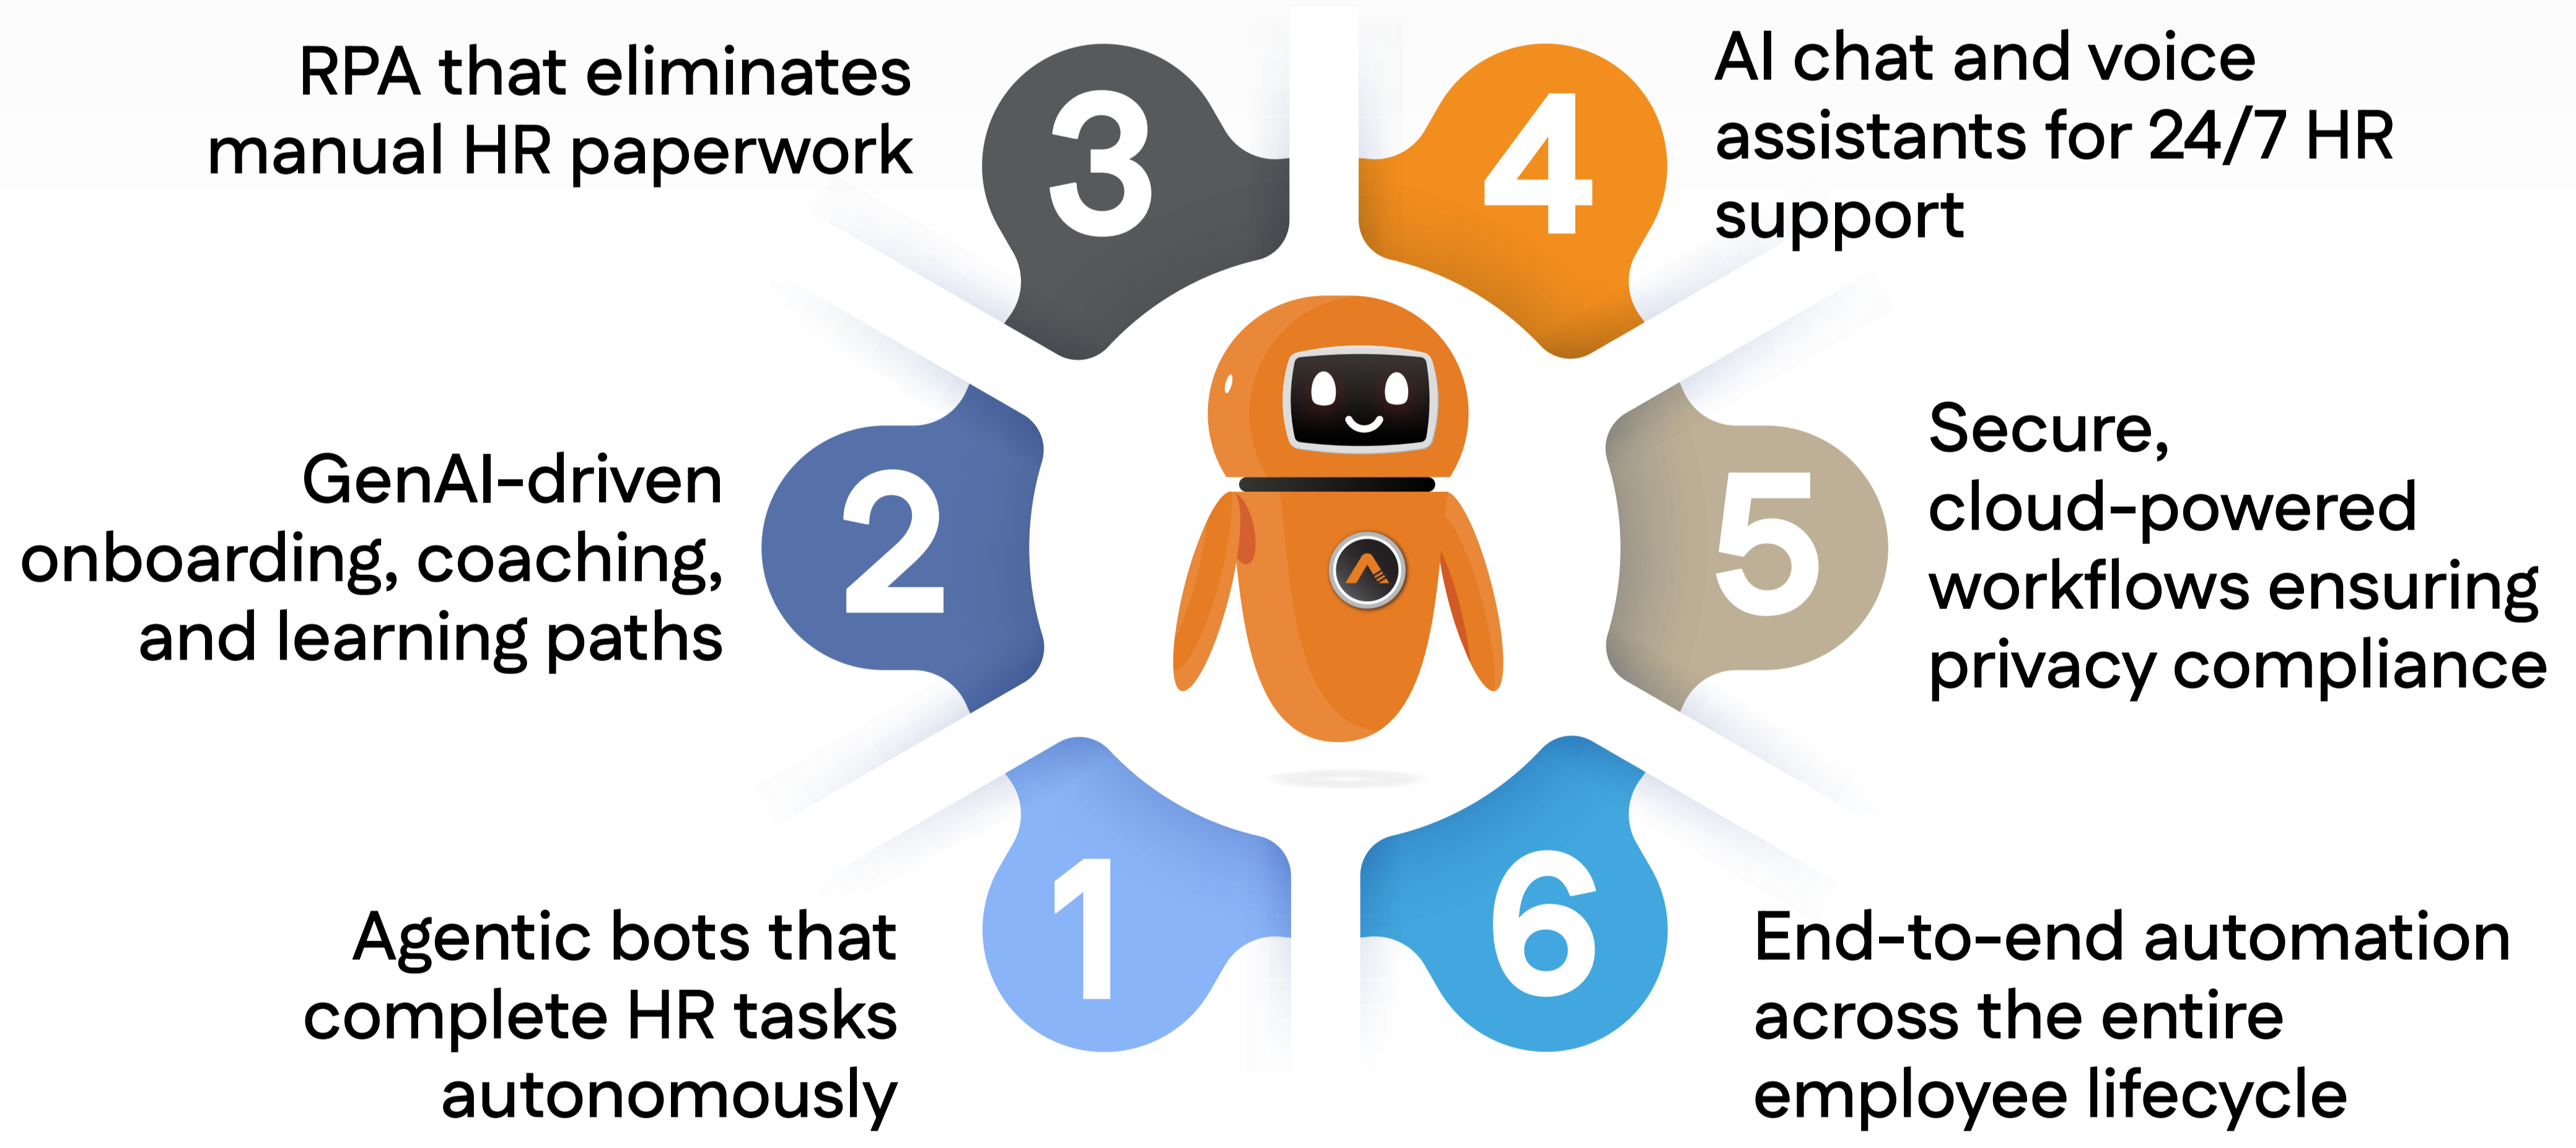 3
RPA that eliminates
manual HR paperwork
4
AI chat and voice
assistants for 24/7 HR
support
2
GenAI-driven
onboarding, coaching,
and learning paths
5
Secure,
cloud-powered
workflows ensuring
privacy compliance
1
Agentic bots that
complete HR tasks
autonomously
6
End-to-end automation
across the entire
employee lifecycle